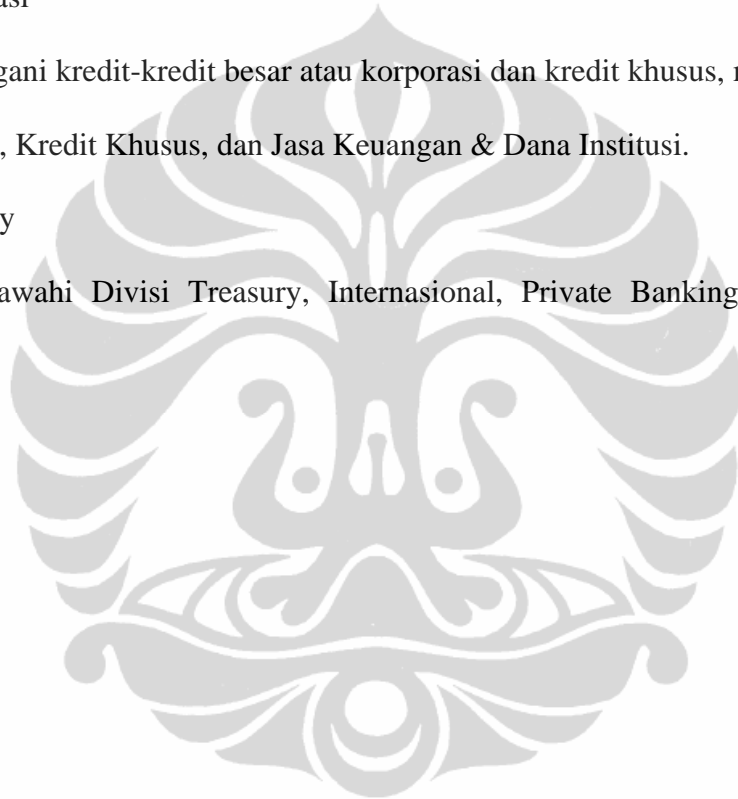 usi
gani kredit-kredit besar atau korporasi dan kredit khusus,
, Kredit Khusus, dan Jasa Keuangan & Dana Institusi.
y
awahi Divisi Treasury, Internasional, Private Banking